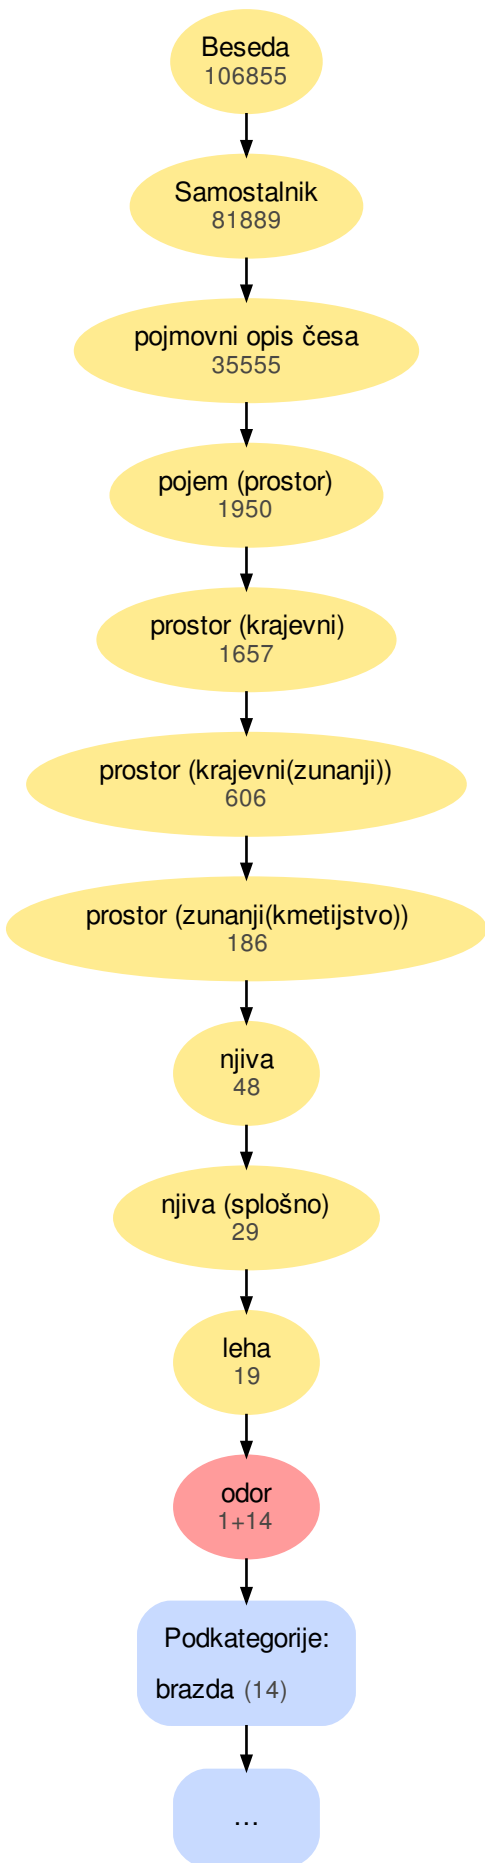 Beseda
106855
Samostalnik
81889
pojmovni opis česa
35555
pojem (prostor)
1950
prostor (krajevni)
1657
prostor (krajevni(zunanji))
606
prostor (zunanji(kmetijstvo))
186
njiva
48
njiva (splošno)
29
leha
19
odor
1+14
Podkategorije:
brazda (14)
...